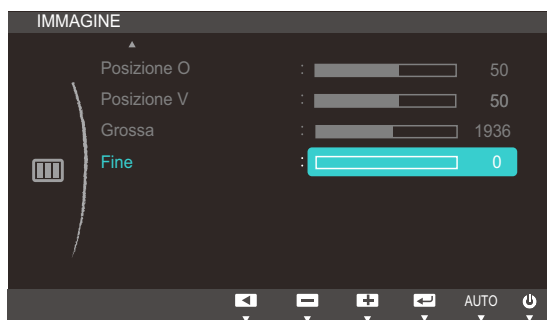 IMMAGINE
Posizione O : 50
Posizione V : 50
Grossa : 1936
Fine : 0
AUTO